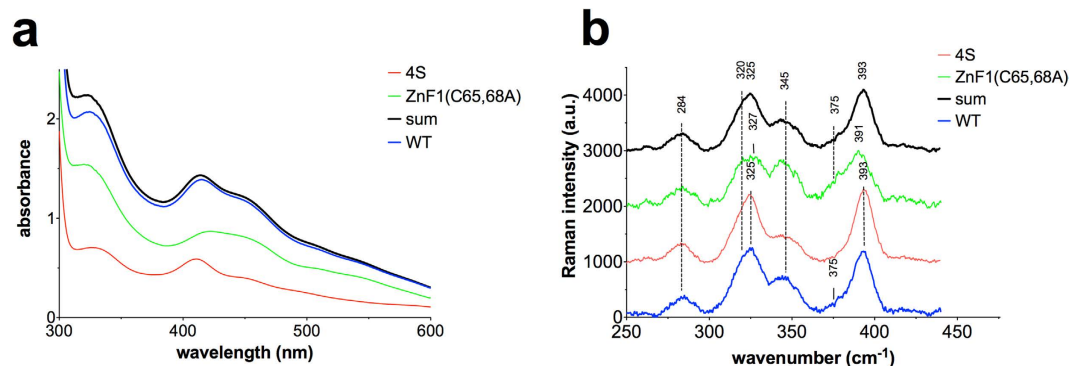 a
absorbance
2
1
0
300
400
500
600
wavelength (nm)
4S
ZnF1(C65,68A)
sum
WT
b
Raman intensity (a.u.)
4000
3000
2000
1000
0
250
300
350
400
450
wavenumber (cm-1)
284
320
325
327
325
345
375
375
393
391
393
4S
ZnF1(C65,68A)
sum
WT